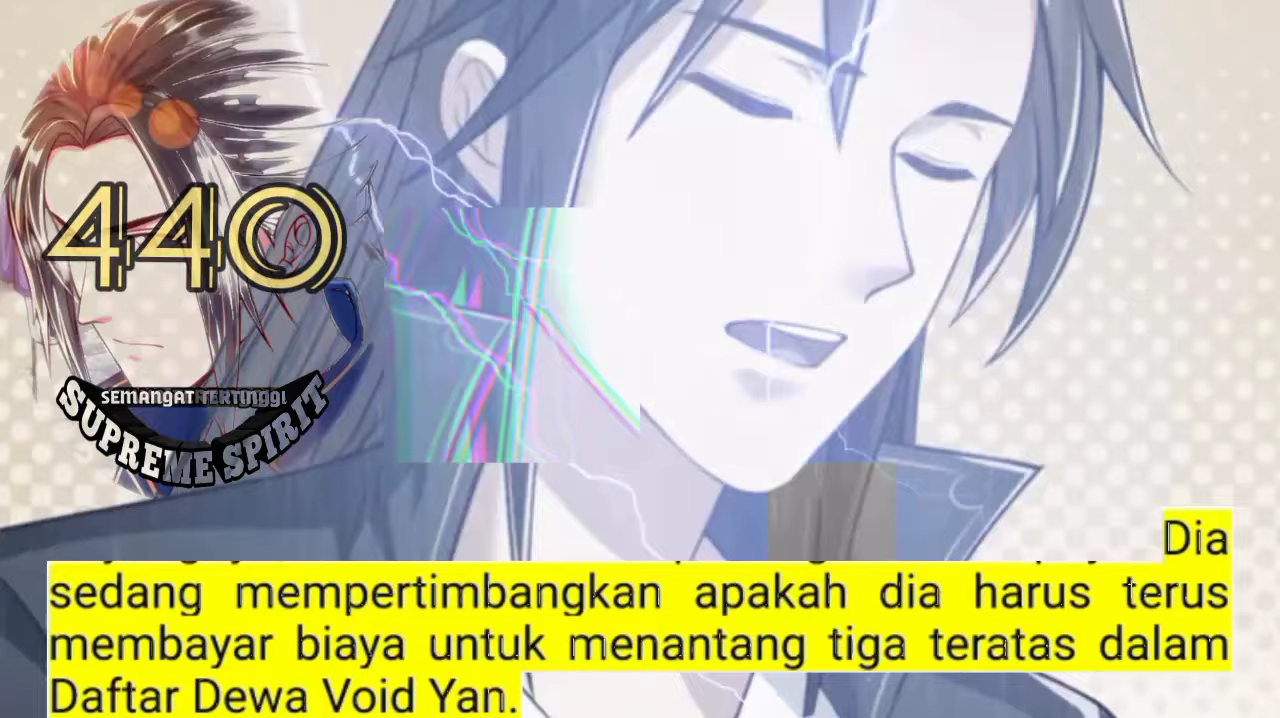 440
SEMANGAT TERTINGGI
SUPREME SPIRIT
Dia
sedang mempertimbangkan apakah dia harus terus
membayar biaya untuk menantang tiga teratas dalam
Daftar Dewa Void Yan.